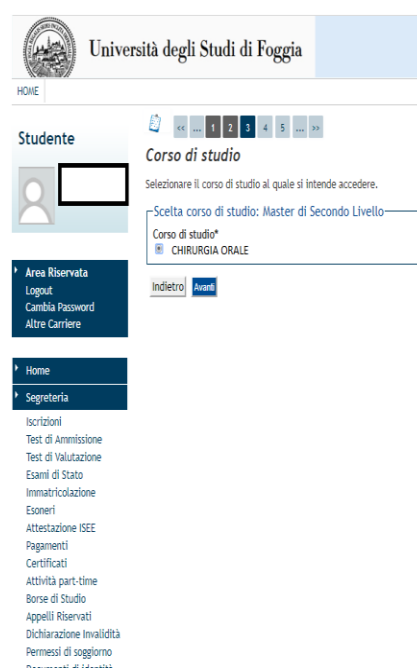 Università degli Studi di Foggia
HOME
Studente
Area Riservata
Logout
Cambia Password
Altre Carriere
Home
Segreteria
Iscrizioni
Test di Ammissione
Test di Valutazione
Esami di Stato
Immatricolazione
Esoneri
Attestazione ISEE
Pagamenti
Certificati
Attività part-time
Borse di Studio
Appelli Riservati
Dichiarazione Invalidità
Permessi di soggiorno
Documenti di identità
<< ... 1 2 3 4 5 ... >>
Corso di studio
Selezionare il corso di studio al quale si intende accedere.
Scelta corso di studio: Master di Secondo Livello
Corso di studio*
CHIRURGIA ORALE
Indietro Avanti